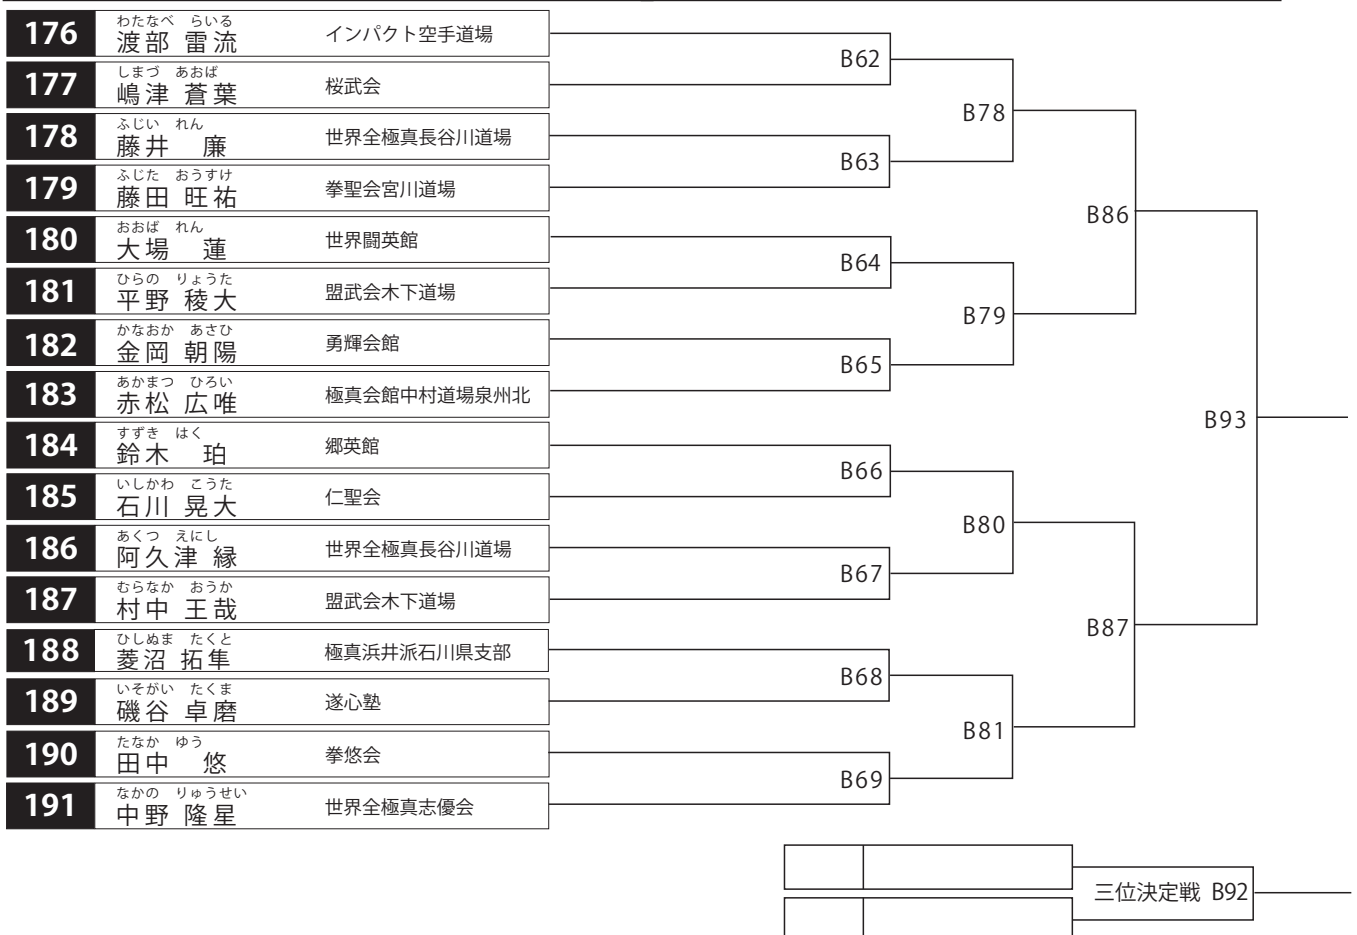 わたなべ らいる
176 渡部 雷流 インパクト空手道場
しまづ あおば
177 嶋津 蒼葉 桜武会
ふじい れん
178 藤井 廉 世界全極真長谷川道場
ふじた おうすけ
179 藤田 旺祐 拳聖会宮川道場
おおば れん
180 大場 蓮 世界闘英館
ひらの りょうた
181 平野 稜大 盟武会木下道場
かなおか あさひ
182 金岡 朝陽 勇輝会館
あかまつ ひろい
183 赤松 広唯 極真会館中村道場泉州北
すずき はく
184 鈴木 珀 郷英館
いしかわ こうた
185 石川 晃大 仁聖会
あくつ えにし
186 阿久津 縁 世界全極真長谷川道場
むらなか おうか
187 村中 王哉 盟武会木下道場
ひしぬま たくと
188 菱沼 拓隼 極真浜井派石川県支部
いそがい たくま
189 磯谷 卓磨 遂心塾
たなか ゆう
190 田中 悠 拳悠会
なかの りゅうせい
191 中野 隆星 世界全極真志優会
B62
B63
B64
B65
B66
B67
B68
B69
B78
B79
B80
B81
B86
B87
B93
三位決定戦 B92